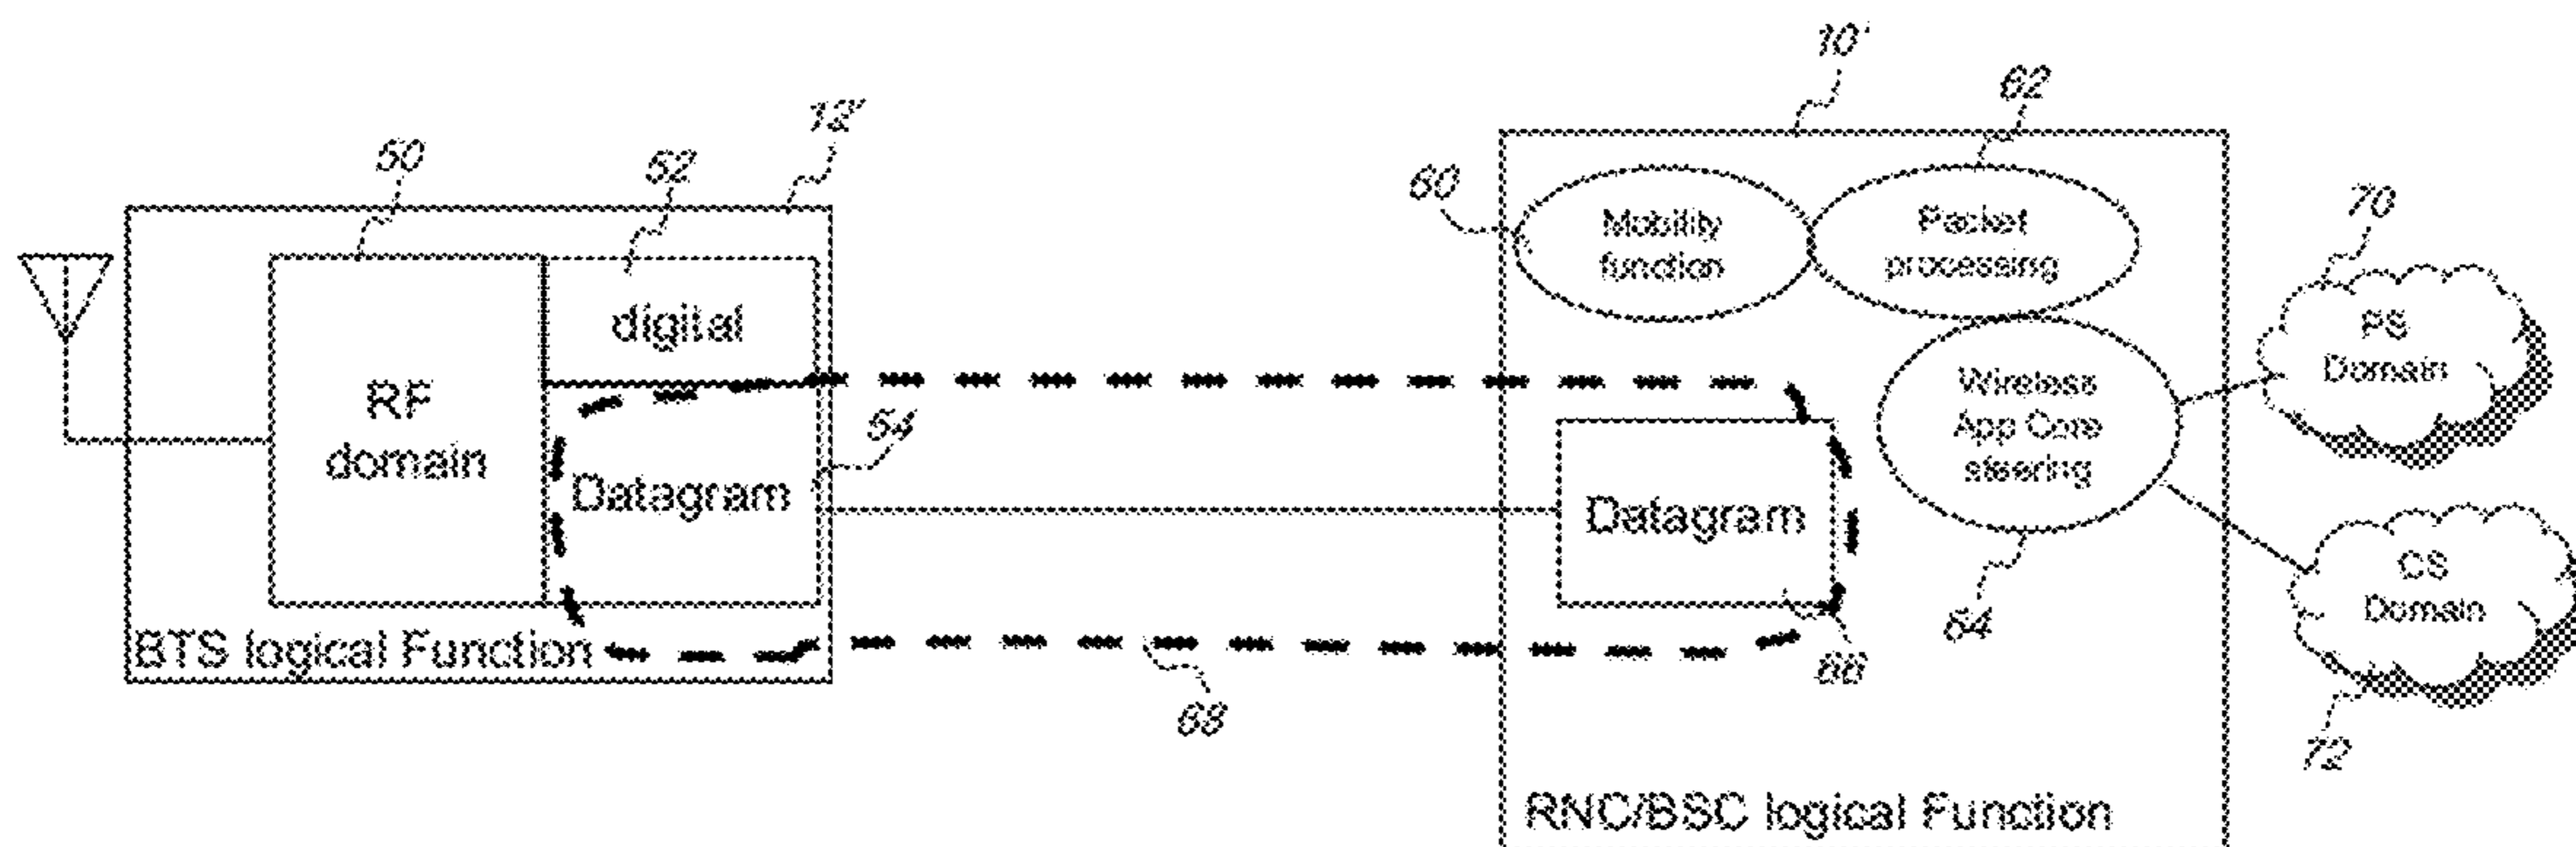 10'
62
12'
50
52
60
Mobility
function
Packet
processing
70
PS
Domain
digital
RF
domain
54
Datagram
Wireless
App Core
steering
Datagram
CS
Domain
64
BTS logical Function
66
68
72
RNC/BSC logical Function